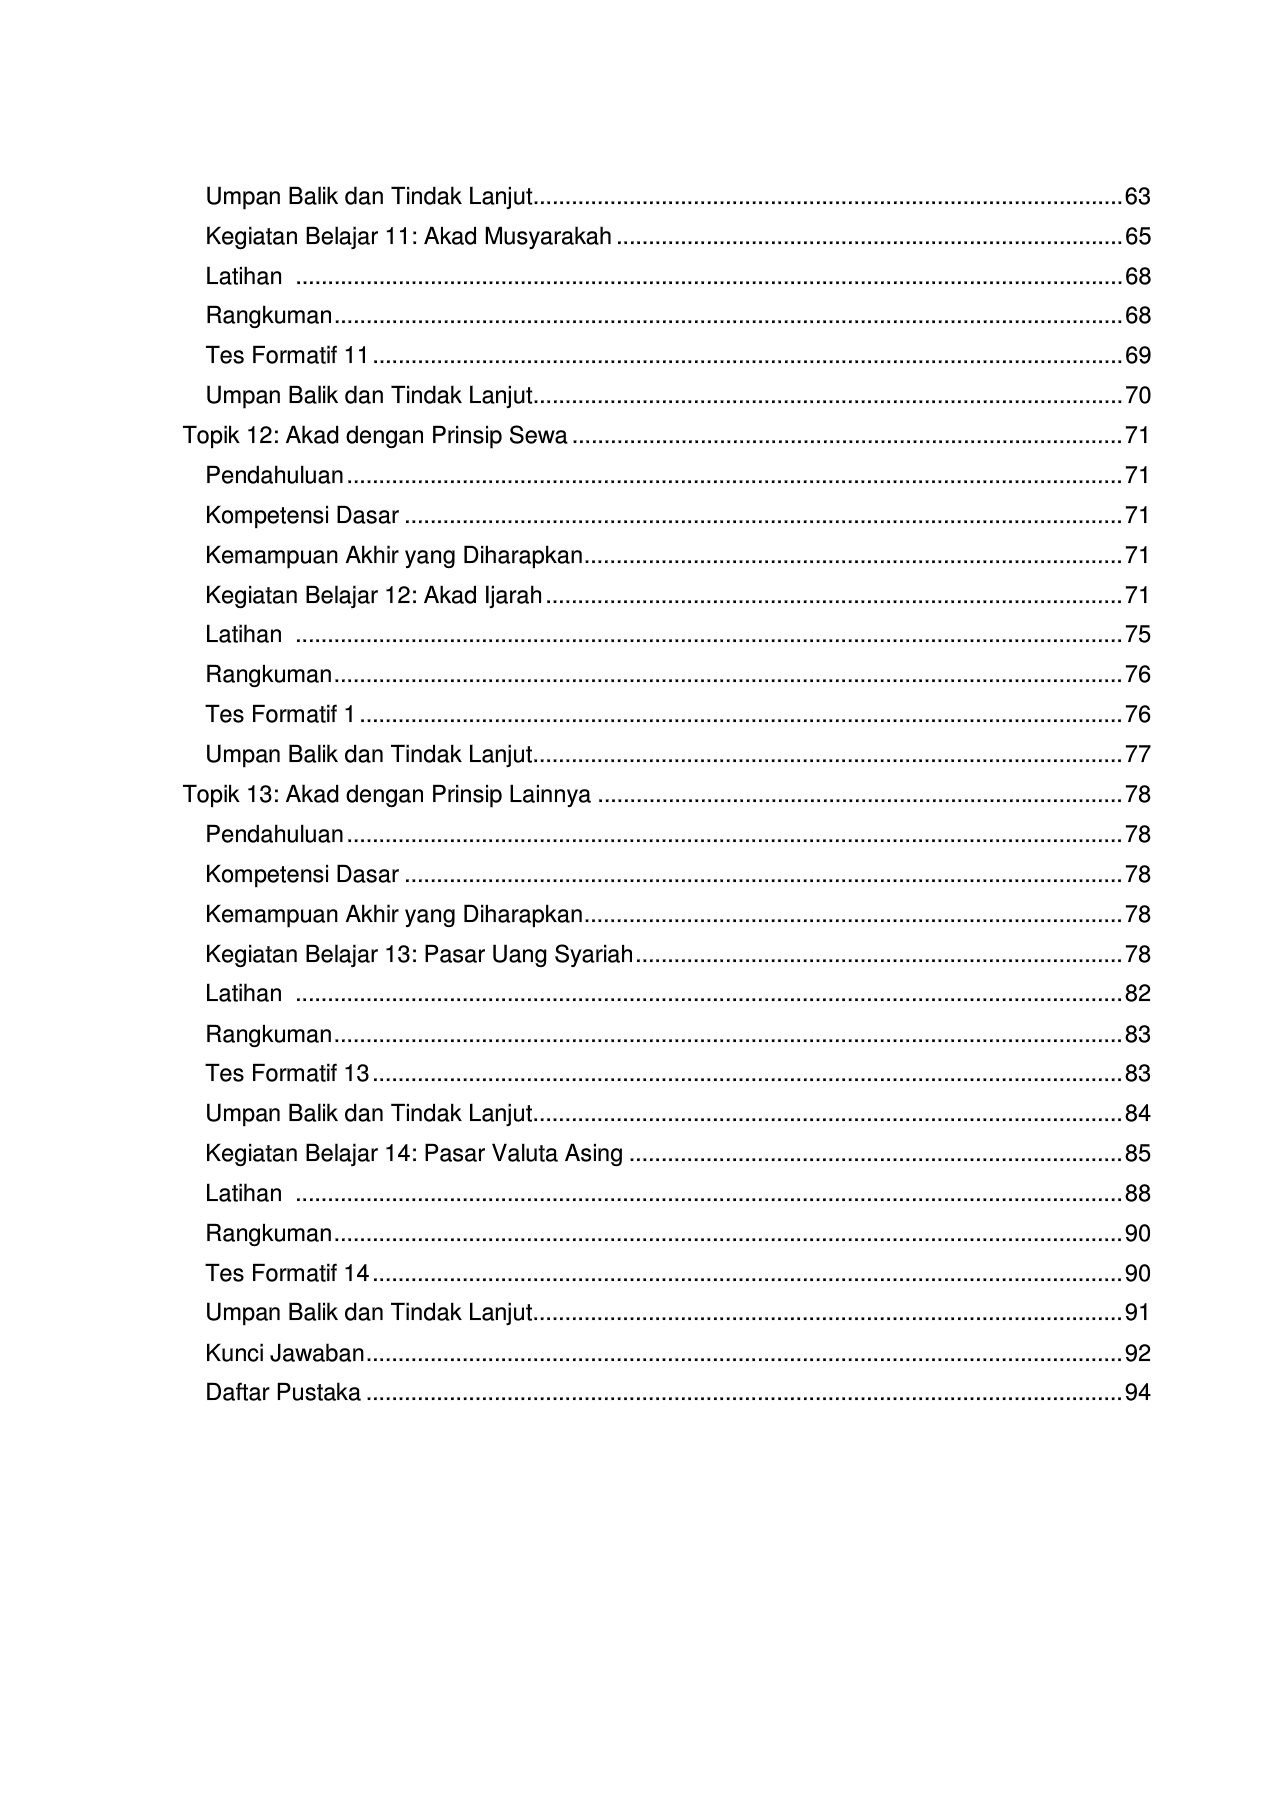 Umpan Balik dan Tindak Lanjut............................................................................................63
Kegiatan Belajar 11: Akad Musyarakah ...............................................................................65
Latihan .................................................................................................................................68
Rangkuman...........................................................................................................................68
Tes Formatif 11.....................................................................................................................69
Umpan Balik dan Tindak Lanjut............................................................................................70
Topik 12: Akad dengan Prinsip Sewa......................................................................................71
Pendahuluan.........................................................................................................................71
Kompetensi Dasar ................................................................................................................71
Kemampuan Akhir yang Diharapkan....................................................................................71
Kegiatan Belajar 12: Akad Ijarah..........................................................................................71
Latihan .................................................................................................................................75
Rangkuman...........................................................................................................................76
Tes Formatif 1.......................................................................................................................76
Umpan Balik dan Tindak Lanjut............................................................................................77
Topik 13: Akad dengan Prinsip Lainnya ..................................................................................78
Pendahuluan.........................................................................................................................78
Kompetensi Dasar ................................................................................................................78
Kemampuan Akhir yang Diharapkan....................................................................................78
Kegiatan Belajar 13: Pasar Uang Syariah............................................................................78
Latihan .................................................................................................................................82
Rangkuman...........................................................................................................................83
Tes Formatif 13.....................................................................................................................83
Umpan Balik dan Tindak Lanjut............................................................................................84
Kegiatan Belajar 14: Pasar Valuta Asing .............................................................................85
Latihan .................................................................................................................................88
Rangkuman...........................................................................................................................90
Tes Formatif 14.....................................................................................................................90
Umpan Balik dan Tindak Lanjut............................................................................................91
Kunci Jawaban......................................................................................................................92
Daftar Pustaka ......................................................................................................................94